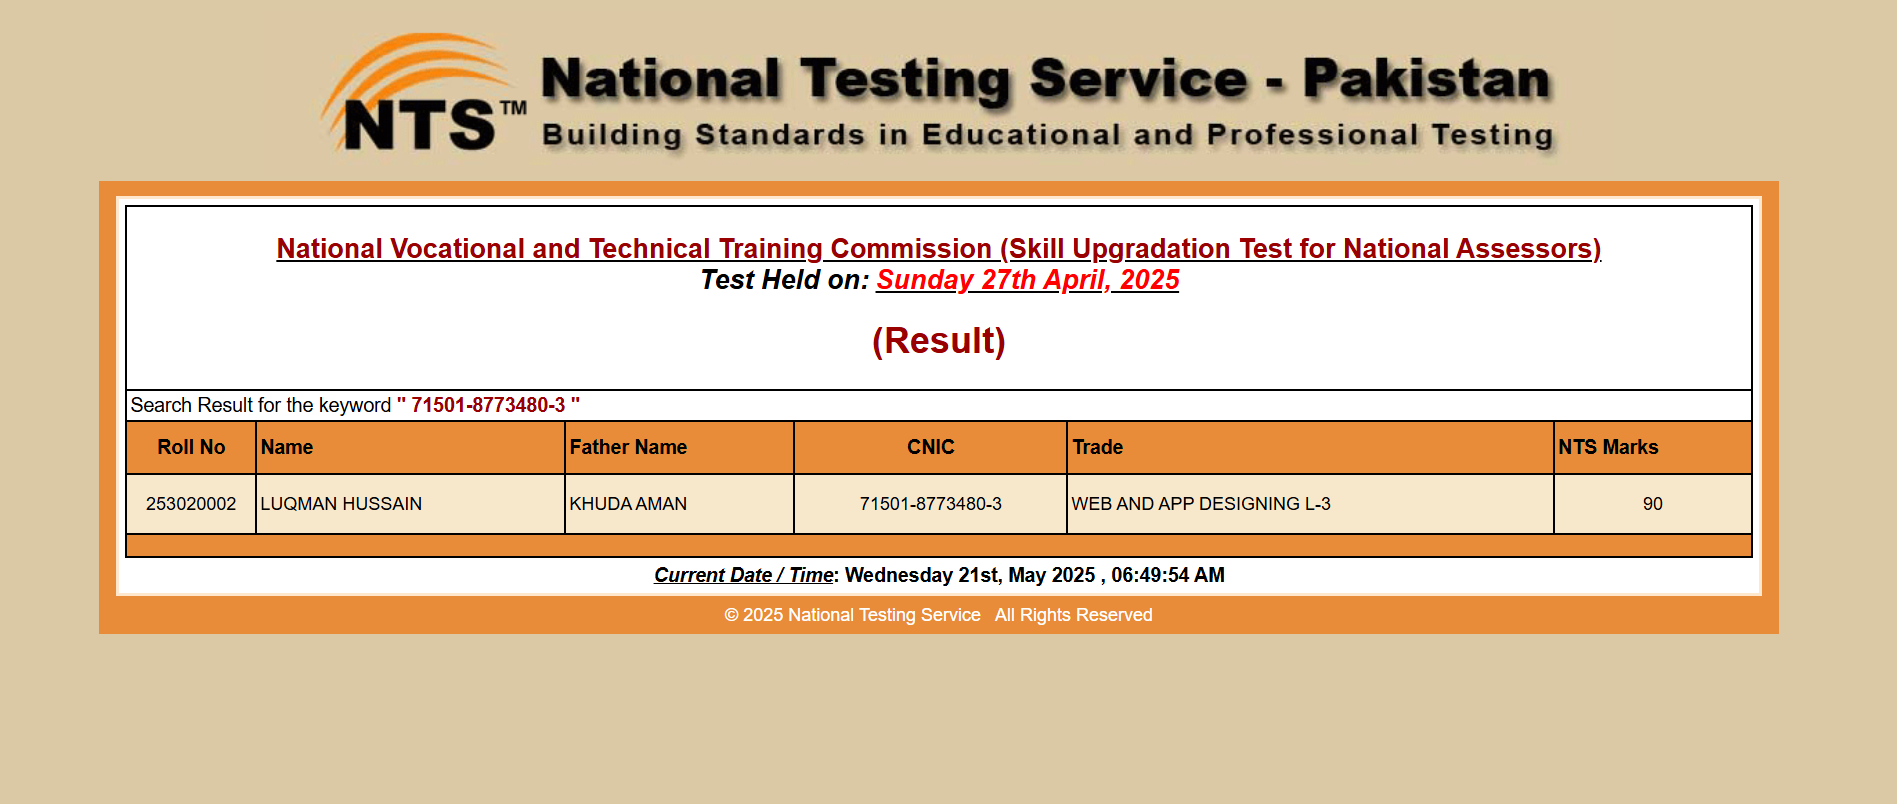 NTS™
National Testing Service - Pakistan
Building Standards in Educational and Professional Testing
National Vocational and Technical Training Commission (Skill Upgradation Test for National Assessors)
Test Held on: Sunday 27th April, 2025
(Result)
Search Result for the keyword " 71501-8773480-3 "
Roll No Name Father Name CNIC Trade NTS Marks
253020002 LUQMAN HUSSAIN KHUDA AMAN 71501-8773480-3 WEB AND APP DESIGNING L-3 90
Current Date / Time: Wednesday 21st, May 2025 , 06:49:54 AM
© 2025 National Testing Service All Rights Reserved